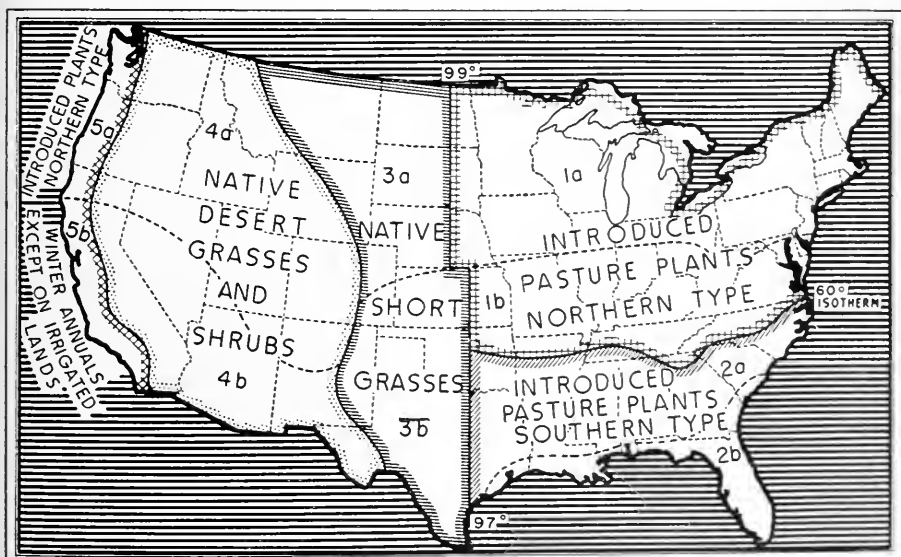 INTRODUCED PLANTS
NORTHERN TYPE
WINTER ANNUALS
EXCEPT ON IRRIGATED
LANDS
5a
5b
4a
NATIVE
DESERT
GRASSES
AND
SHRUBS
4b
99°
3a
NATIVE
SHORT
GRASSES
3b
97°
1a
INTRODUCED
PASTURE PLANTS
1b
NORTHERN TYPE
60°
ISOTHERM
2a
INTRODUCED
PASTURE PLANTS
SOUTHERN TYPE
2b